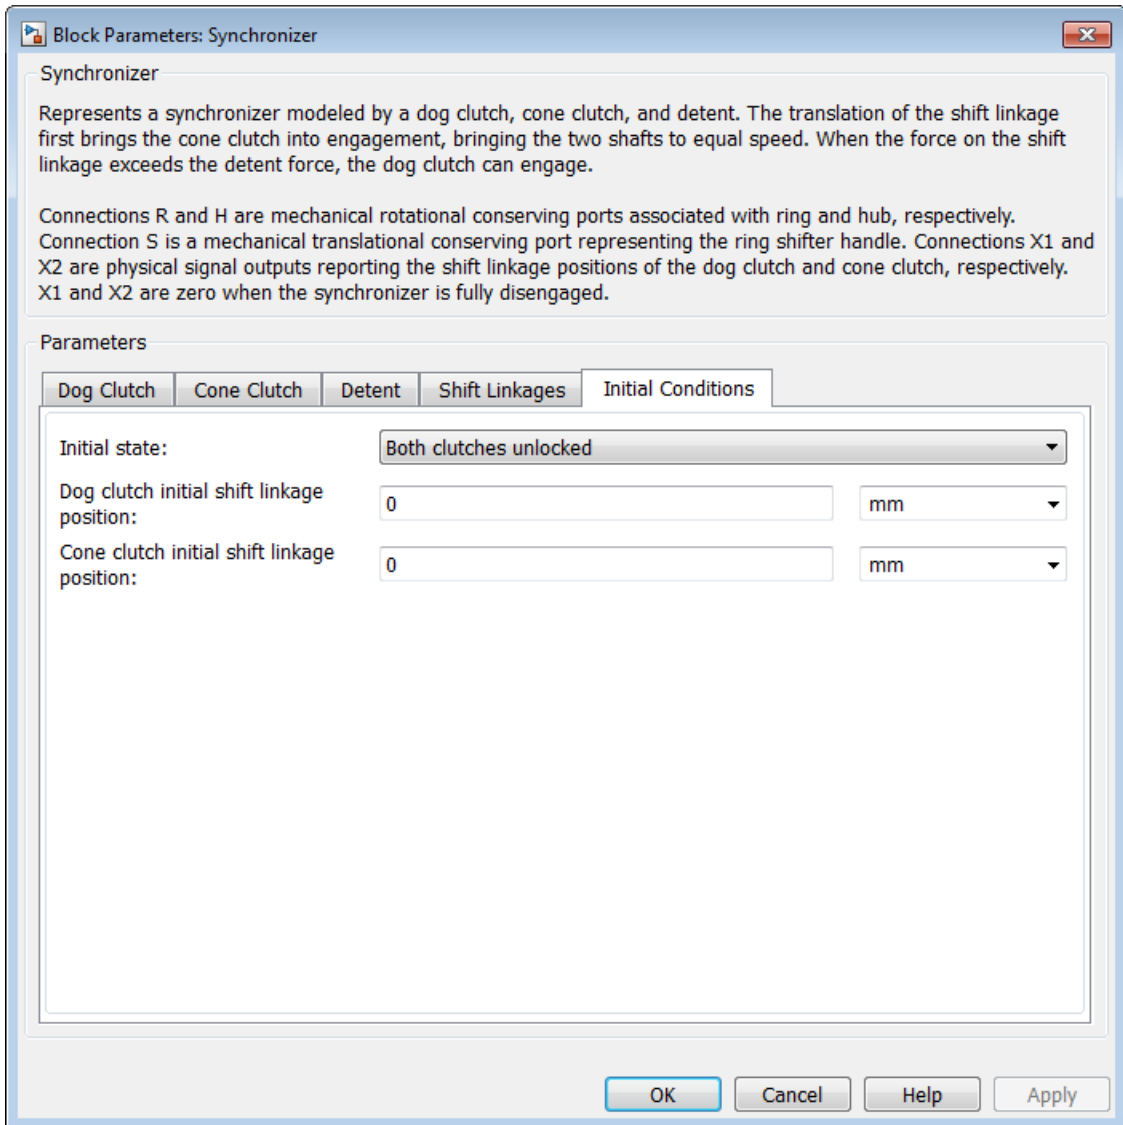 Block Parameters: Synchronizer
Synchronizer
Represents a synchronizer modeled by a dog clutch, cone clutch, and detent. The translation of the shift linkage
first brings the cone clutch into engagement, bringing the two shafts to equal speed. When the force on the shift
linkage exceeds the detent force, the dog clutch can engage.
Connections R and H are mechanical rotational conserving ports associated with ring and hub, respectively.
Connection S is a mechanical translational conserving port representing the ring shifter handle. Connections X1 and
X2 are physical signal outputs reporting the shift linkage positions of the dog clutch and cone clutch, respectively.
X1 and X2 are zero when the synchronizer is fully disengaged.
Parameters
Dog Clutch Cone Clutch Detent Shift Linkages Initial Conditions
Initial state: Both clutches unlocked
Dog clutch initial shift linkage
position: 0 mm
Cone clutch initial shift linkage
position: 0 mm
OK Cancel Help Apply